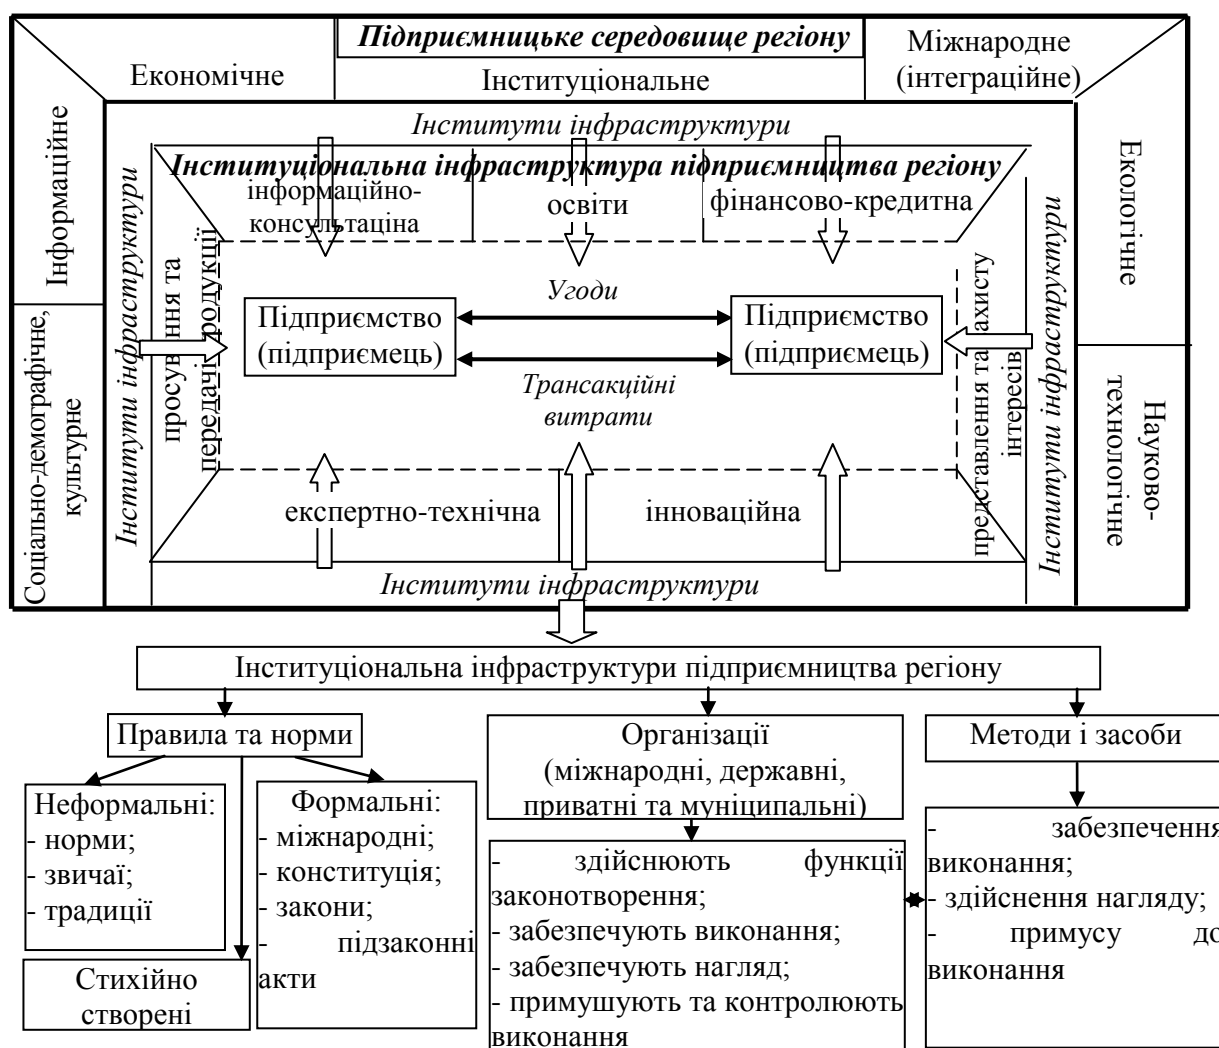 Підприємницьке середовище регіону
Економічне
Інституціональне
Міжнародне
(інтеграційне)
Інформаційне
Соціально-демографічне,
культурне
Екологічне
Науково-
технологічне
Інститути інфраструктури
Інститути інфраструктури
Інститути інфраструктури
Інституціональна інфраструктура підприємництва регіону
інформаційно-
консультаціна
освіти
фінансово-кредитна
просування та
передачі продукції
представлення та захисту
інтересів
Угоди
Підприємство
(підприємець)
Підприємство
(підприємець)
Трансакційні
витрати
експертно-технічна
інноваційна
Інститути інфраструктури
Інституціональна інфраструктури підприємництва регіону
Правила та норми
Неформальні:
- норми;
- звичаї;
- традиції
Формальні:
- міжнародні;
- конституція;
- закони;
- підзаконні
акти
Стихійно
створені
Організації
(міжнародні, державні,
приватні та муніципальні)
- здійснюють функції
законотворення;
- забезпечують виконання;
- забезпечують нагляд;
- примушують та контролюють
виконання
Методи і засоби
- забезпечення
виконання;
- здійснення нагляду;
- примусу до
виконання